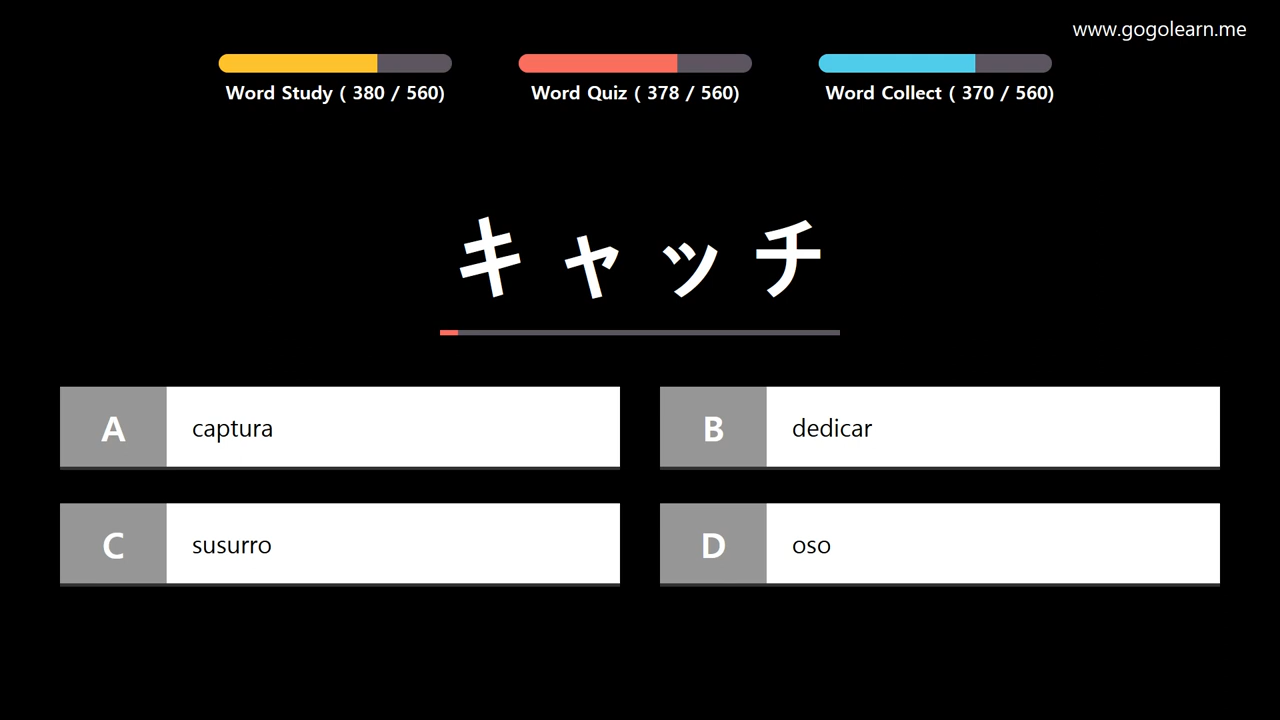 www.gogolearn.me
Word Study ( 380 / 560)
Word Quiz ( 378 / 560)
Word Collect ( 370 / 560)
キャッチ
A captura
B dedicar
C susurro
D oso